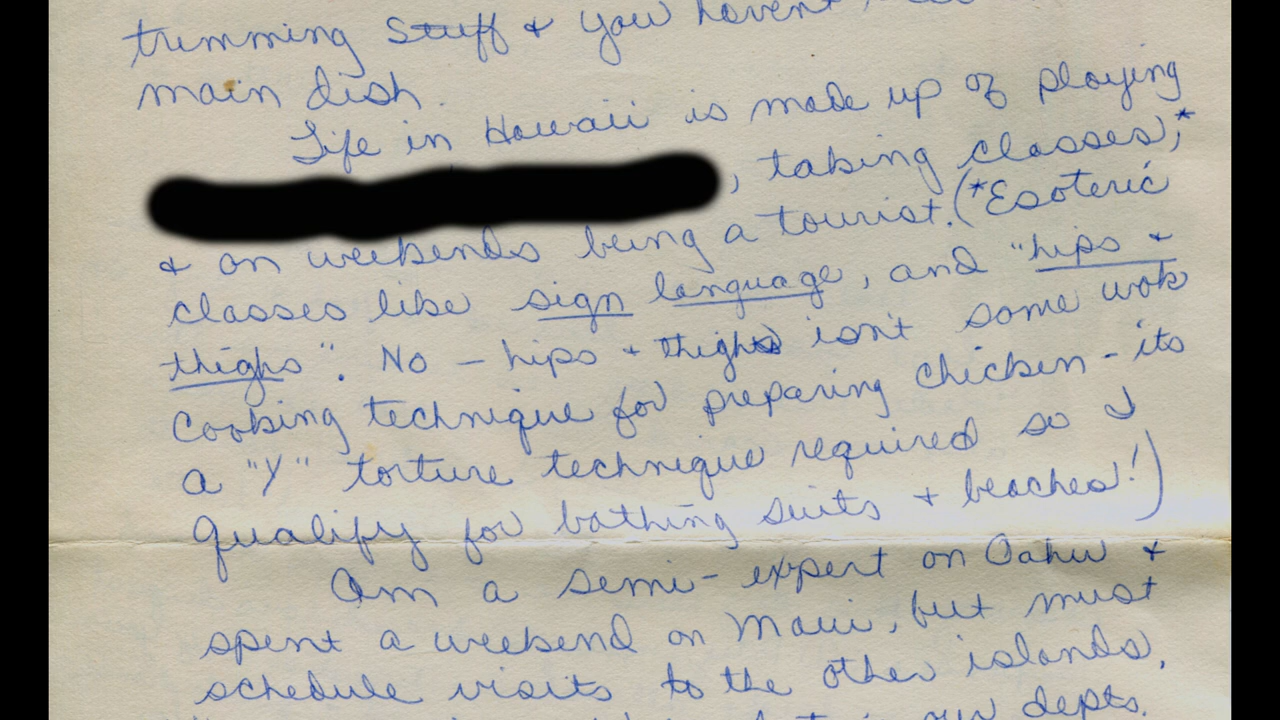 trimming stuff & you haven't
main dish.
Life in Hawaii is made up of playing
, taking classes,*
& on weekends being a tourist. (*Esoteric
classes like sign language, and "hips &
thighs". No – hips & thighs isn't some wok
cooking technique for preparing chicken – its
a "Y" torture technique required so I
qualify for bathing suits & beaches!)
Am a semi-expert on Oahu &
spent a weekend on Maui, but must
schedule visits to the other islands.
in our depts.